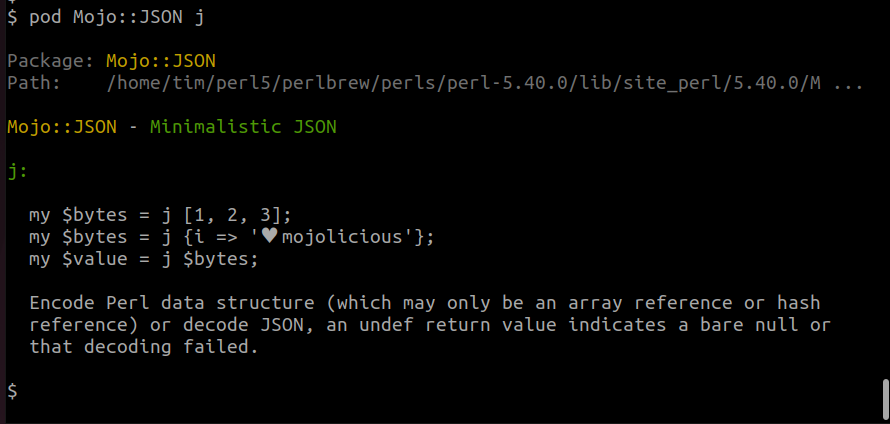 $ pod Mojo::JSON j
Package: Mojo::JSON
Path:    /home/tim/perl5/perlbrew/perls/perl-5.40.0/lib/site_perl/5.40.0/M ...
Mojo::JSON - Minimalistic JSON
j:
my $bytes = j [1, 2, 3];
my $bytes = j {i => '♥mojolicious'};
my $value = j $bytes;
Encode Perl data structure (which may only be an array reference or hash
reference) or decode JSON, an undef return value indicates a bare null or
that decoding failed.
$